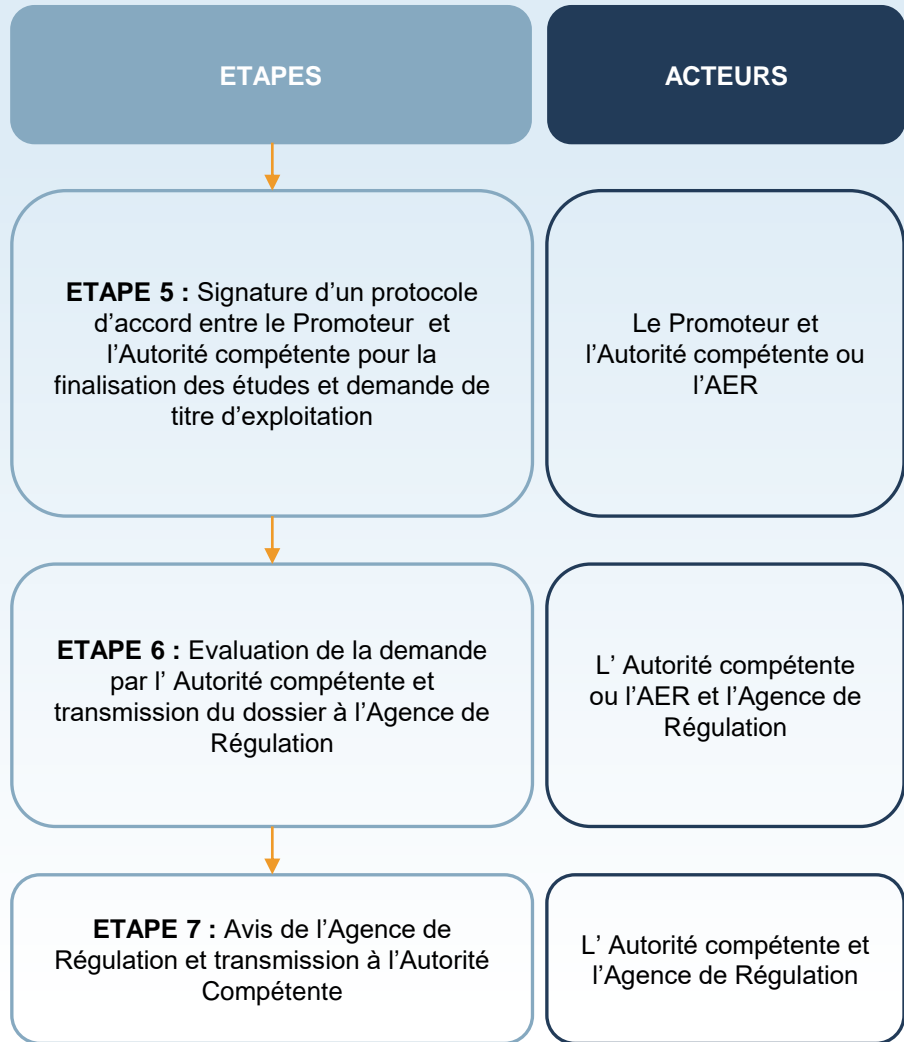 ETAPES
ACTEURS
ETAPE 5 : Signature d’un protocole
d’accord entre le Promoteur et
l’Autorité compétente pour la
finalisation des études et demande de
titre d’exploitation
Le Promoteur et
l’Autorité compétente ou
l’AER
ETAPE 6 : Evaluation de la demande
par l’ Autorité compétente et
transmission du dossier à l’Agence de
Régulation
L’ Autorité compétente
ou l’AER et l’Agence de
Régulation
ETAPE 7 : Avis de l’Agence de
Régulation et transmission à l’Autorité
Compétente
L’ Autorité compétente et
l’Agence de Régulation